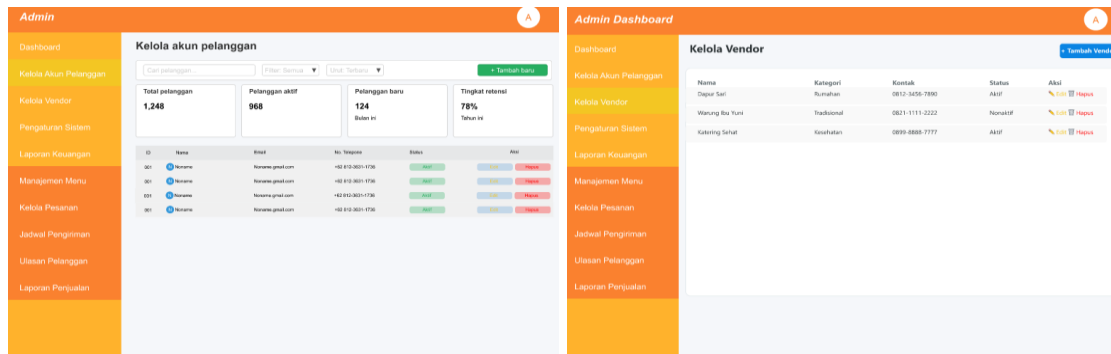 Admin
A
Dashboard
Kelola Akun Pelanggan
Kelola Vendor
Pengaturan Sistem
Laporan Keuangan
Manajemen Menu
Kelola Pesanan
Jadwal Pengiriman
Ulasan Pelanggan
Laporan Penjualan
Kelola akun pelanggan
Cari pelanggan...
Filter: Semua ▼
Urut: Terbaru ▼
+ Tambah baru
Total pelanggan
1,248
Pelanggan aktif
968
Pelanggan baru
124
Bulan ini
Tingkat retensi
78%
Tahun ini
ID Nama Email No. Telepone Status Aksi
001 N Noname Noname.gmail.com +62 812-3631-1736 Aktif Edit Hapus
001 N Noname Noname.gmail.com +62 812-3631-1736 Aktif Edit Hapus
001 N Noname Noname.gmail.com +62 812-3631-1736 Aktif Edit Hapus
001 N Noname Noname.gmail.com +62 812-3631-1736 Aktif Edit Hapus
Admin Dashboard
A
Dashboard
Kelola Akun Pelanggan
Kelola Vendor
Pengaturan Sistem
Laporan Keuangan
Manajemen Menu
Kelola Pesanan
Jadwal Pengiriman
Ulasan Pelanggan
Laporan Penjualan
Kelola Vendor
+ Tambah Vendo
Nama Kategori Kontak Status Aksi
Dapur Sari Rumahan 0812-3456-7890 Aktif Edit Hapus
Warung Ibu Yuni Tradisional 0821-1111-2222 Nonaktif Edit Hapus
Katering Sehat Kesehatan 0899-8888-7777 Aktif Edit Hapus